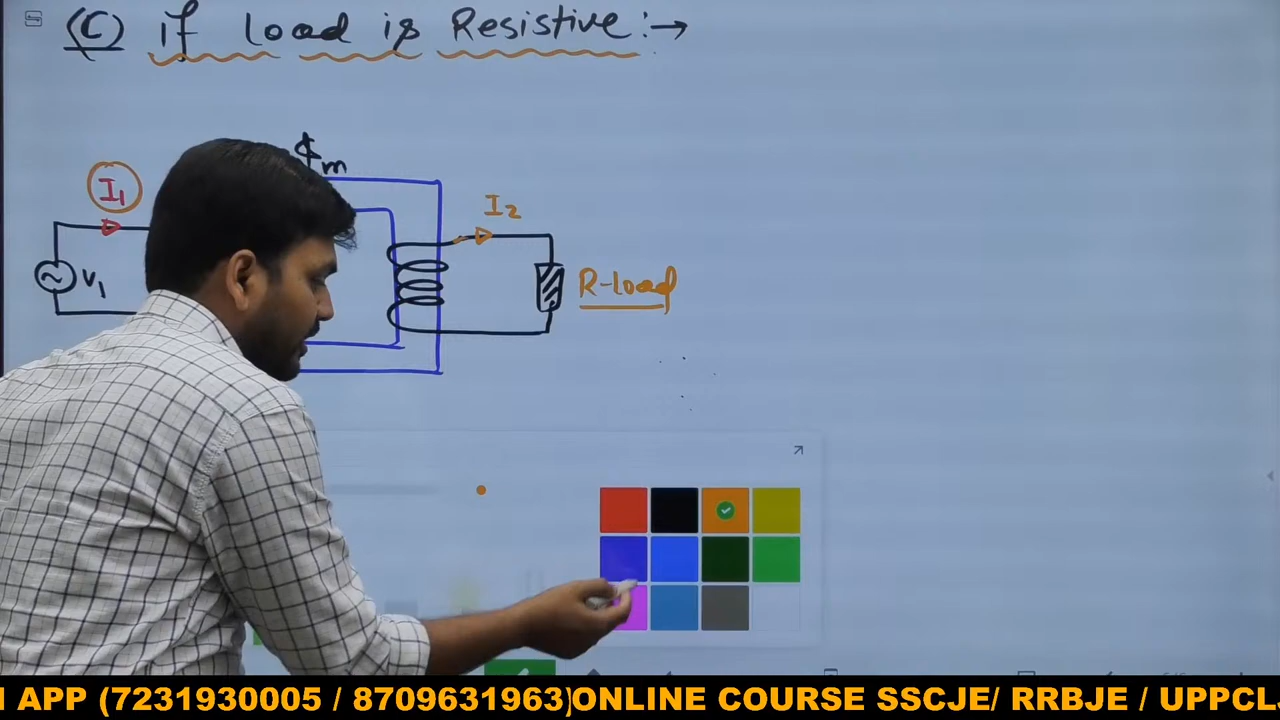 (C) if load is Resistive:→
Φm
I1
I2
V1
R-load
APP (7231930005 / 8709631963) ONLINE COURSE SSCJE/ RRBJE / UPPCL